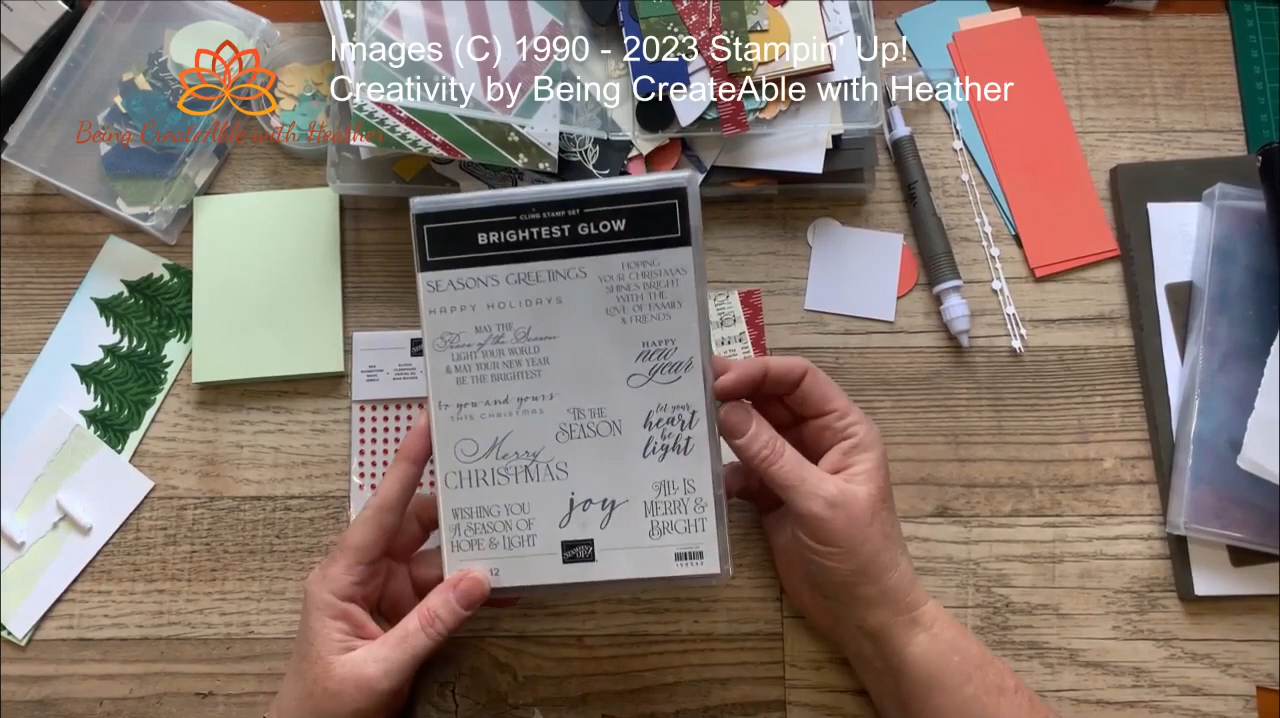 Images (C) 1990 - 2023 Stampin' Up!
Creativity by Being CreateAble with Heather
Being CreateAble with Heather
CLING STAMP SET
BRIGHTEST GLOW
SEASON'S GREETINGS
HAPPY HOLIDAYS
HOPING
YOUR CHRISTMAS
SHINES BRIGHT
WITH THE
LOVE OF FAMILY
& FRIENDS
MAY THE
Peace of the Season
LIGHT YOUR WORLD
& MAY YOUR NEW YEAR
BE THE BRIGHTEST
HAPPY
new
year
to you and yours
THIS CHRISTMAS
'TIS THE
SEASON
let your
heart
be
light
Merry
CHRISTMAS
WISHING YOU
A SEASON OF
HOPE & LIGHT
joy
ALL IS
MERRY &
BRIGHT
STAMPIN' UP!